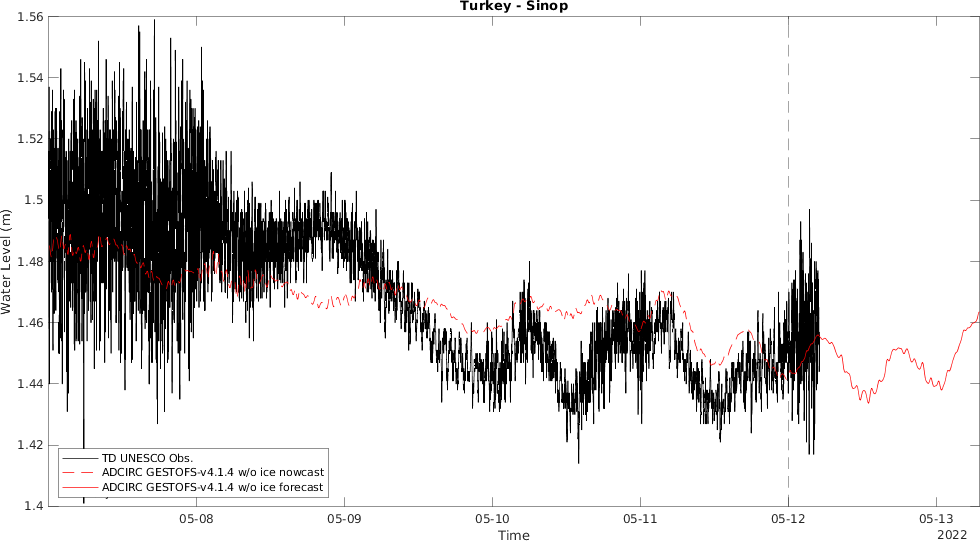 Turkey - Sinop
1.56
1.54
1.52
1.5
1.48
1.46
1.44
1.42
1.4
Water Level (m)
TD UNESCO Obs.
ADCIRC GESTOFS-v4.1.4 w/o ice nowcast
ADCIRC GESTOFS-v4.1.4 w/o ice forecast
05-08
05-09
05-10
05-11
05-12
05-13
Time
2022